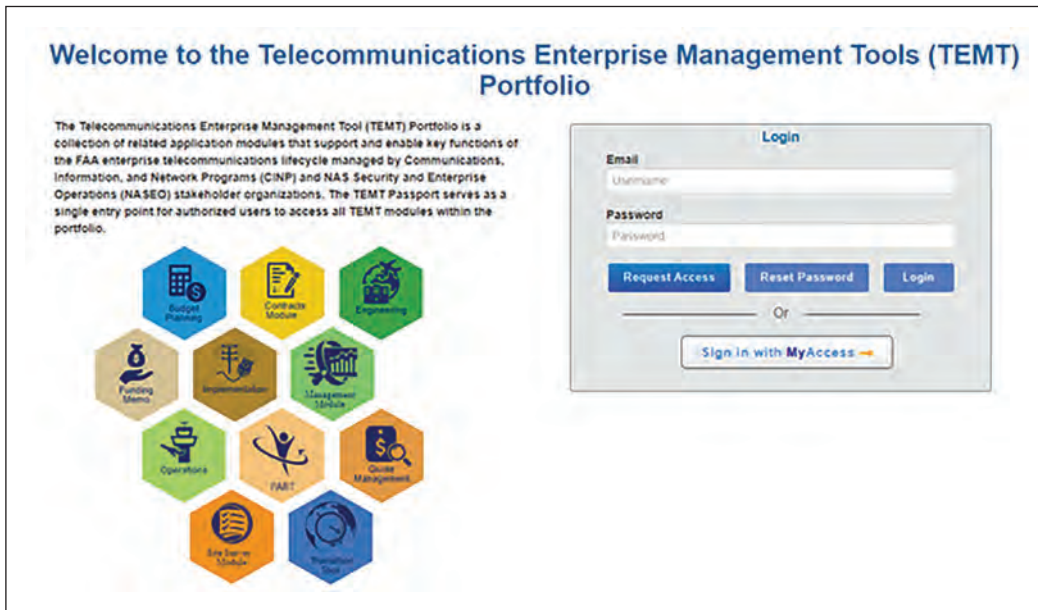 Welcome to the Telecommunications Enterprise Management Tools (TEMT)
Portfolio
The Telecommunications Enterprise Management Tool (TEMT) Portfolio is a
collection of related application modules that support and enable key functions of
the FAA enterprise telecommunications lifecycle managed by Communications,
Information, and Network Programs (CINP) and NAS Security and Enterprise
Operations (NASEO) stakeholder organizations. The TEMT Passport serves as a
single entry point for authorized users to access all TEMT modules within the
portfolio.
Login
Email
Username
Password
Password
Request Access Reset Password Login
Or
Sign in with MyAccess →
Budget
Planning
Contracts
Module
Engineering
Funding
Memo
Implementation
Management
Module
Operations
PART
Quote
Management
Site Survey
Module
Transition
Tool